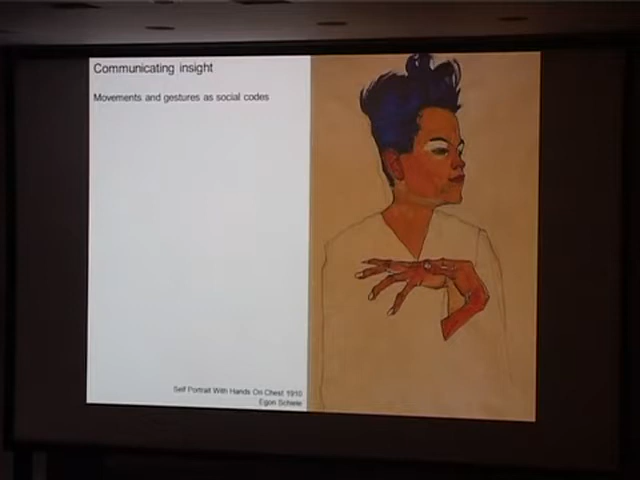 Communicating insight
Movements and gestures as social codes
Self Portrait With Hands On Chest 1910
Egon Schiele